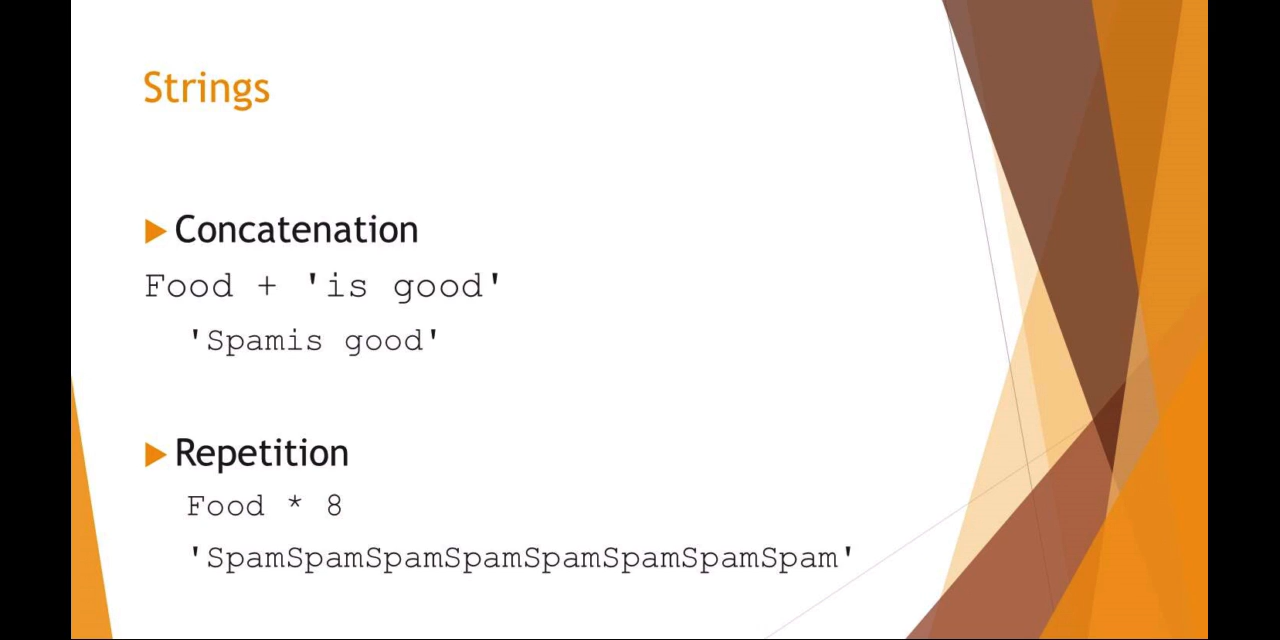 Strings
Concatenation
Food + 'is good'
'Spamis good'
Repetition
Food * 8
'SpamSpamSpamSpamSpamSpamSpamSpam'